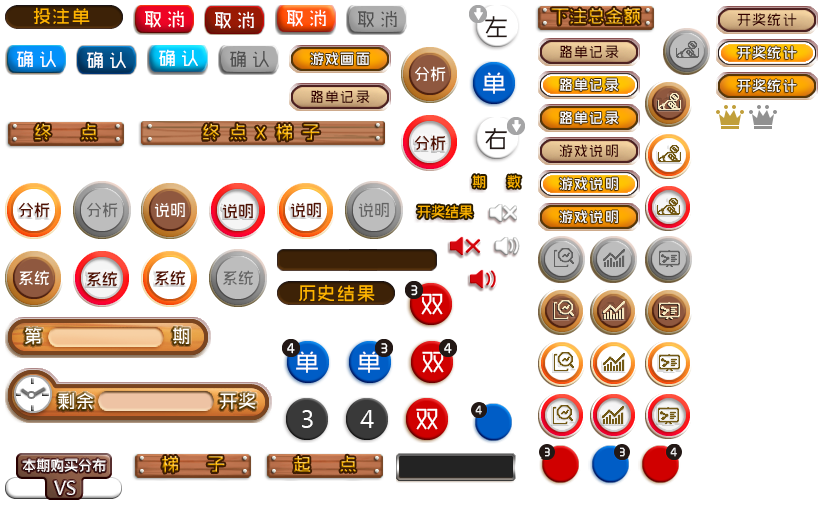 投注单
取消
取消
取消
取消
左
下注总金额
开奖统计
确认
确认
确认
确认
游戏画面
分析
单
路单记录
开奖统计
路单记录
路单记录
开奖统计
终 点
终点X梯子
分析
右
路单记录
游戏说明
期 数
游戏说明
分析
分析
说明
说明
说明
说明
开奖结果
游戏说明
系统
系统
系统
系统
历史结果
3
双
第 期
4
单
单
3
双
4
剩余 开奖
3
4
双
4
本期购买分布
VS
梯 子
起 点
3
3
4